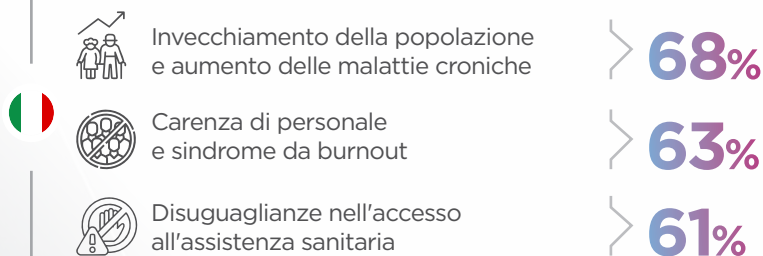 Invecchiamento della popolazione
e aumento delle malattie croniche
68%
Carenza di personale
e sindrome da burnout
63%
Disuguaglianze nell'accesso
all'assistenza sanitaria
61%